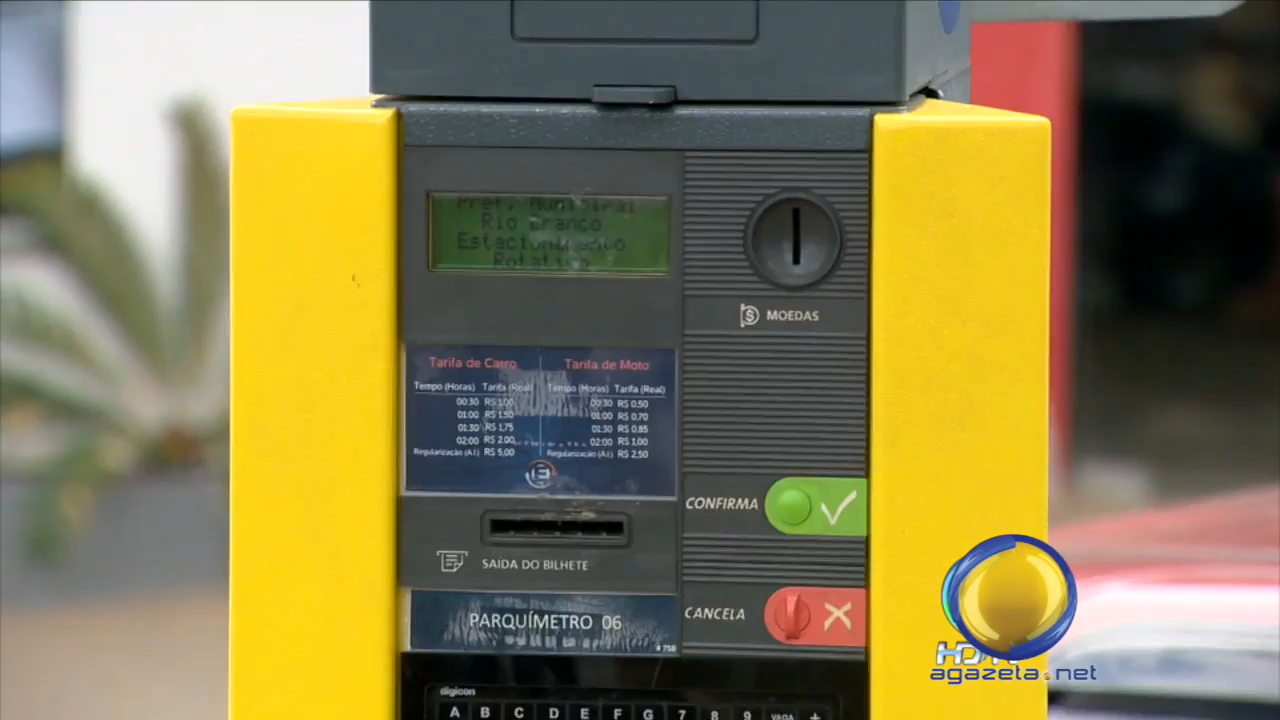 Pref. Municipal
Rio Branco
Estacionamento
Rotativo
MOEDAS
Tarifa de Carro Tarifa de Moto
Tempo (Horas) Tarifa (Real) Tempo (Horas) Tarifa (Real)
00:30 R$ 1,00 00:30 R$ 0,50
01:00 R$ 1,50 01:00 R$ 0,70
01:30 R$ 1,75 01:30 R$ 0,85
02:00 R$ 2,00 02:00 R$ 1,00
Regularização (A.I) R$ 5,00 Regularização (A.I) R$ 2,50
CONFIRMA
SAÍDA DO BILHETE
CANCELA
PARQUÍMETRO 06
# 758
digicon
A B C D E F G 7 8 9 VAGA +
agazeta.net